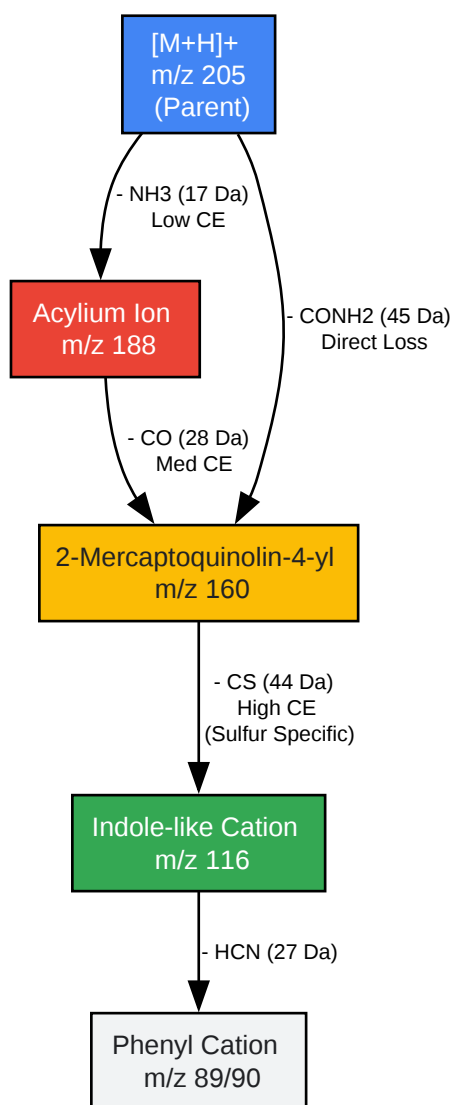 [M+H]+
m/z 205
(Parent)
- NH3 (17 Da)
Low CE
Acylium Ion
m/z 188
- CONH2 (45 Da)
Direct Loss
- CO (28 Da)
Med CE
2-Mercaptoquinolin-4-yl
m/z 160
- CS (44 Da)
High CE
(Sulfur Specific)
Indole-like Cation
m/z 116
- HCN (27 Da)
Phenyl Cation
m/z 89/90